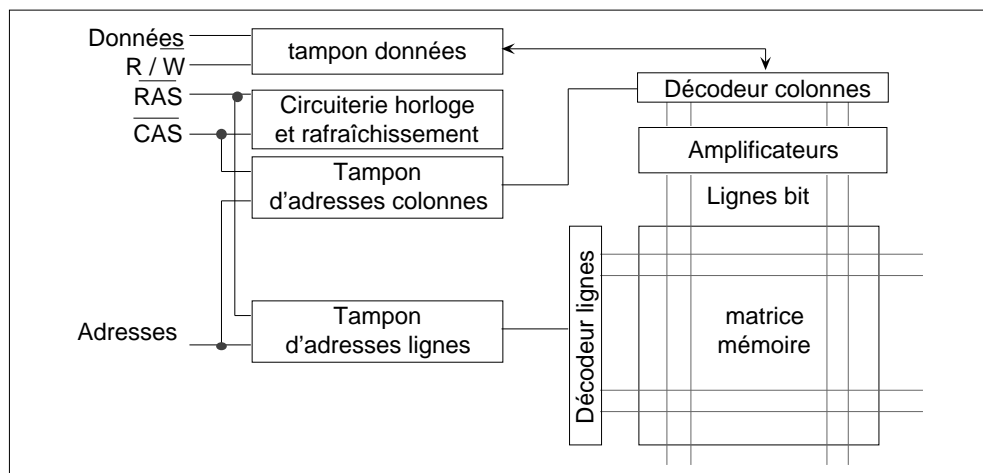 Données
R / W
RAS
CAS
Adresses
tampon données
Circuiterie horloge
et rafraîchissement
Tampon
d'adresses colonnes
Tampon
d'adresses lignes
Décodeur colonnes
Amplificateurs
Lignes bit
Décodeur lignes
matrice
mémoire